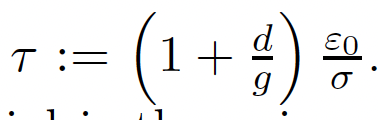 τ := (1 + d/g) ε₀/σ.